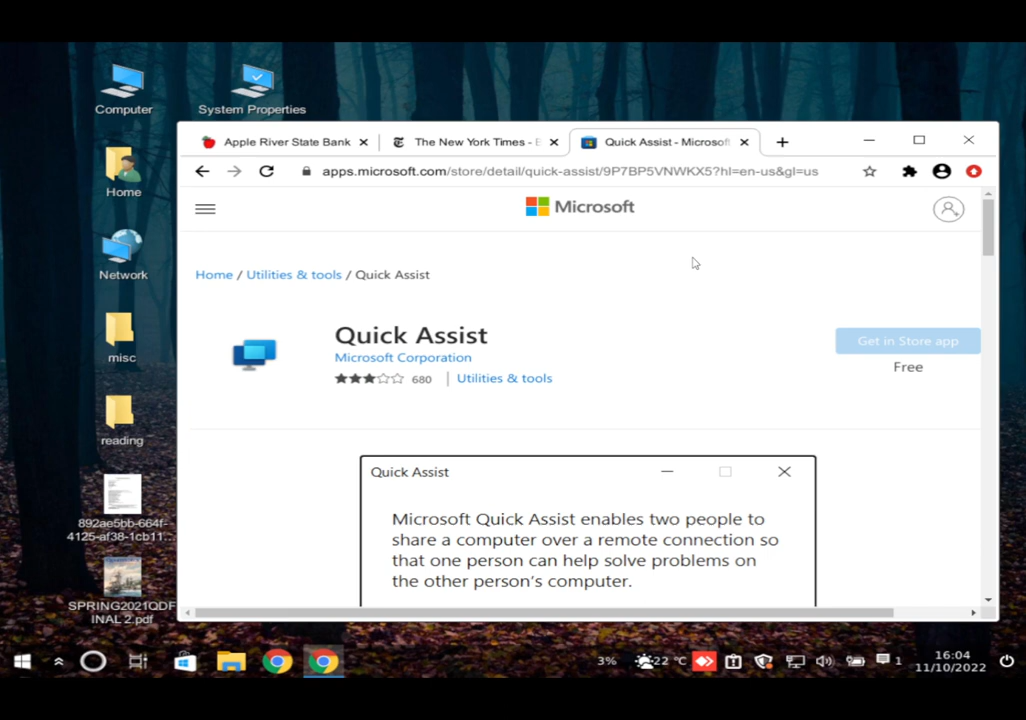 Computer
System Properties
Home
Network
misc
reading
892ae5bb-664f-
4125-af38-1cb11...
SPRING2021QDF
INAL 2.pdf
Apple River State Bank
The New York Times - E
Quick Assist - Microsoft
apps.microsoft.com/store/detail/quick-assist/9P7BP5VNWKX5?hl=en-us&gl=us
Microsoft
Home / Utilities & tools / Quick Assist
Quick Assist
Microsoft Corporation
680 | Utilities & tools
Get in Store app
Free
Quick Assist
Microsoft Quick Assist enables two people to
share a computer over a remote connection so
that one person can help solve problems on
the other person's computer.
3%
22 °C
1
16:04
11/10/2022